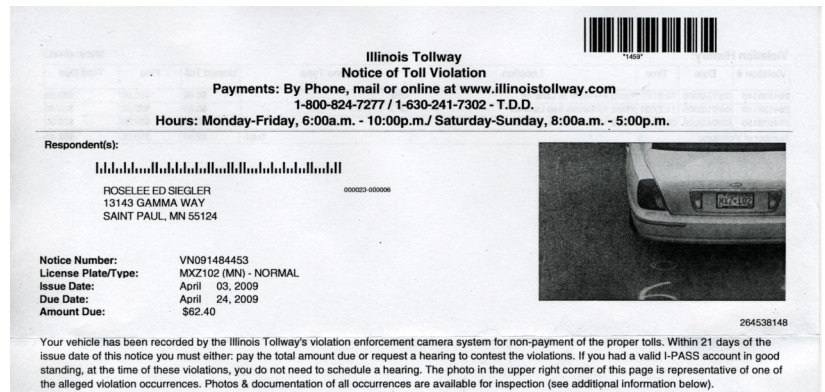 *1459*
Illinois Tollway
Notice of Toll Violation
Payments: By Phone, mail or online at www.illinoistollway.com
1-800-824-7277 / 1-630-241-7302 - T.D.D.
Hours: Monday-Friday, 6:00a.m. - 10:00p.m./ Saturday-Sunday, 8:00a.m. - 5:00p.m.
Respondent(s):
ROSELEE ED SIEGLER 000023-000006
13143 GAMMA WAY
SAINT PAUL, MN 55124
MXZ-102
Notice Number: VN091484453
License Plate/Type: MXZ102 (MN) - NORMAL
Issue Date: April 03, 2009
Due Date: April 24, 2009
Amount Due: $62.40
264538148
Your vehicle has been recorded by the Illinois Tollway's violation enforcement camera system for non-payment of the proper tolls. Within 21 days of the
issue date of this notice you must either: pay the total amount due or request a hearing to contest the violations. If you had a valid I-PASS account in good
standing, at the time of these violations, you do not need to schedule a hearing. The photo in the upper right corner of this page is representative of one of
the alleged violation occurrences. Photos & documentation of all occurrences are available for inspection (see additional information below).